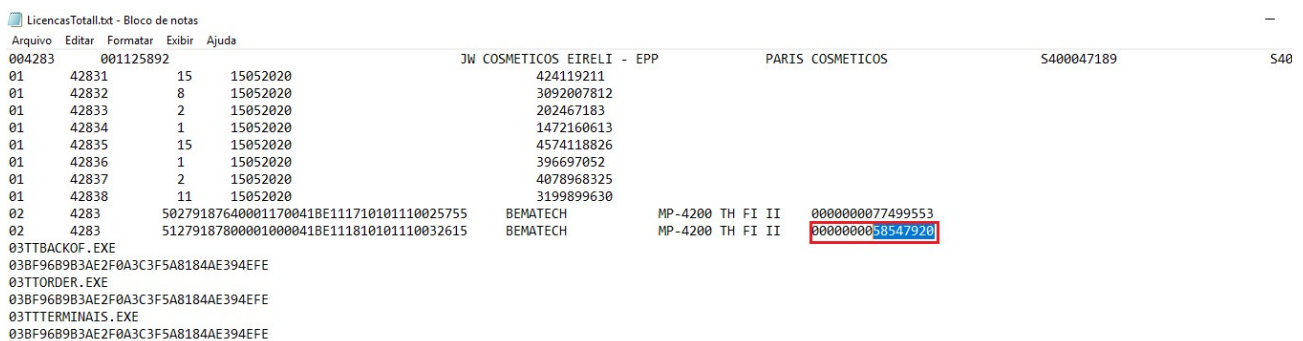 LicencasTotall.txt - Bloco de notas
Arquivo Editar Formatar Exibir Ajuda
004283 001125892 JW COSMETICOS EIRELI - EPP PARIS COSMETICOS S400047189 S40
01 42831 15 15052020 424119211
01 42832 8 15052020 3092007812
01 42833 2 15052020 202467183
01 42834 1 15052020 1472160613
01 42835 15 15052020 4574118826
01 42836 1 15052020 396697052
01 42837 2 15052020 4078968325
01 42838 11 15052020 3199899630
02 4283 50279187640001170041BE111710101110025755 BEMATECH MP-4200 TH FI II 0000000077499553
02 4283 51279187800001000041BE111810101110032615 BEMATECH MP-4200 TH FI II 0000000058547920
03TTBACKOF.EXE
03BF96B9B3AE2F0A3C3F5A8184AE394EFE
03TTORDER.EXE
03BF96B9B3AE2F0A3C3F5A8184AE394EFE
03TTTERMINAIS.EXE
03BF96B9B3AE2F0A3C3F5A8184AE394EFE